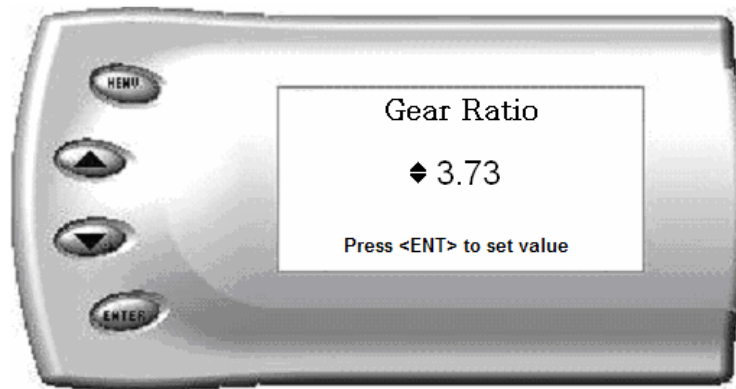 MENU
Gear Ratio
3.73
Press <ENT> to set value
ENTER